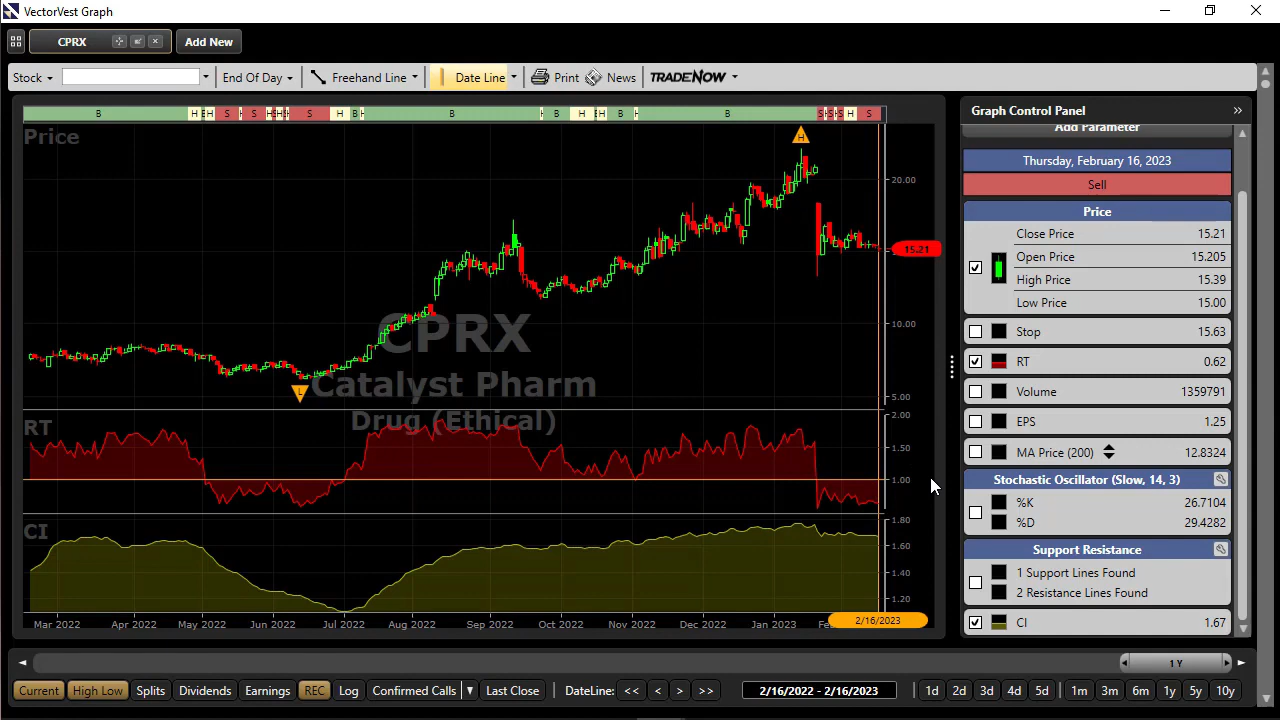 VectorVest Graph
CPRX Add New
Stock End Of Day Freehand Line Date Line Print News TRADENOW
B H H S S H S H B B B H H B B S S S H S
Graph Control Panel
Add Parameter
Thursday, February 16, 2023
Sell
Price
Close Price 15.21
Open Price 15.205
High Price 15.39
Low Price 15.00
Stop 15.63
RT 0.62
Volume 1359791
EPS 1.25
MA Price (200) 12.8324
Stochastic Oscillator (Slow, 14, 3)
%K 26.7104
%D 29.4282
Support Resistance
1 Support Lines Found
2 Resistance Lines Found
CI 1.67
Price
H
20.00
15.21
10.00
L
5.00
CPRX
Catalyst Pharm
Drug (Ethical)
RT
2.00
1.50
1.00
CI
1.80
1.60
1.40
1.20
Mar 2022 Apr 2022 May 2022 Jun 2022 Jul 2022 Aug 2022 Sep 2022 Oct 2022 Nov 2022 Dec 2022 Jan 2023 2/16/2023
1 Y
Current High Low Splits Dividends Earnings REC Log Confirmed Calls Last Close DateLine: << < > >> 2/16/2022 - 2/16/2023 1d 2d 3d 4d 5d 1m 3m 6m 1y 5y 10y